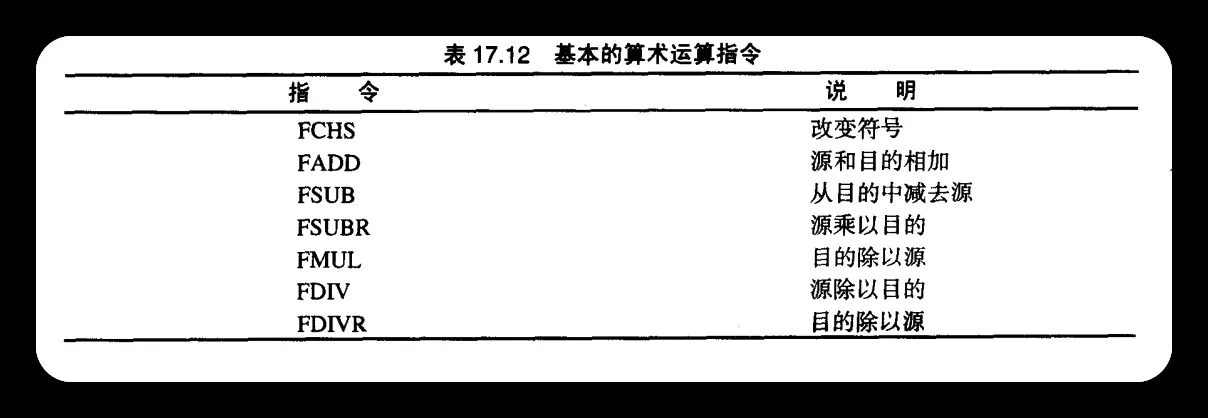 表 17.12 基本的算术运算指令
指 令 说 明
FCHS 改变符号
FADD 源和目的相加
FSUB 从目的中减去源
FSUBR 源乘以目的
FMUL 目的除以源
FDIV 源除以目的
FDIVR 目的除以源